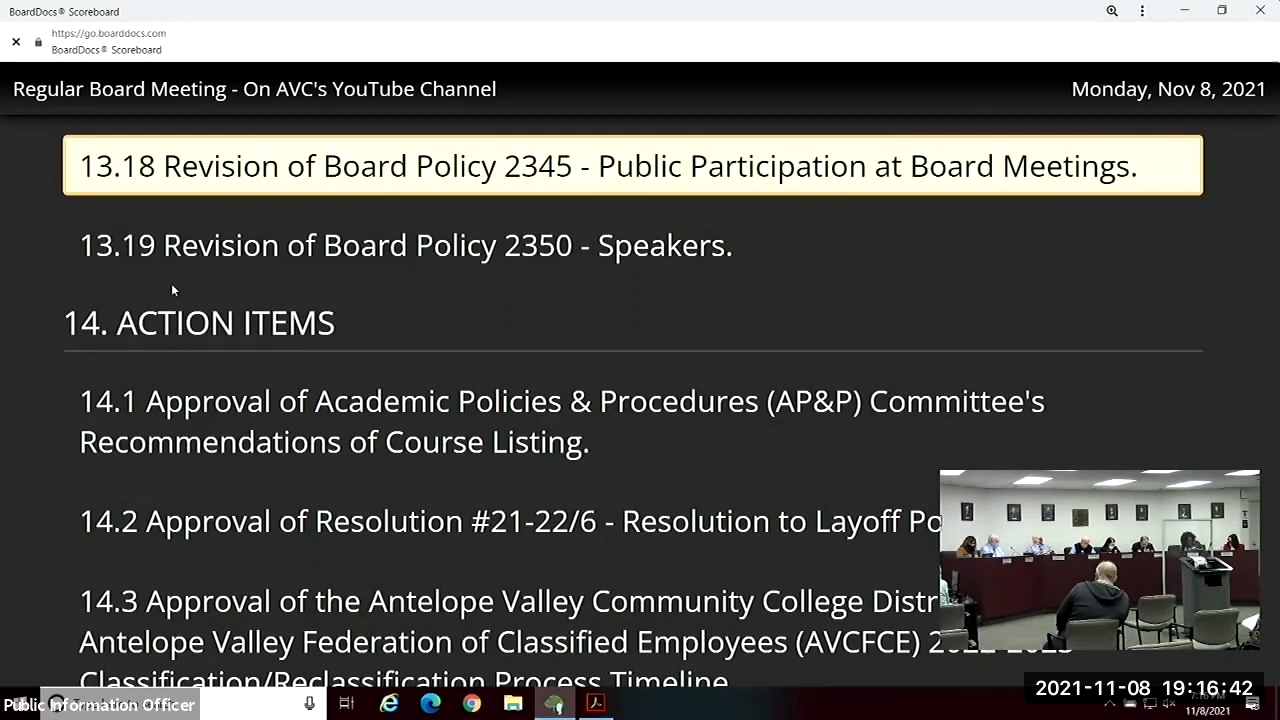 BoardDocs® Scoreboard
https://go.boarddocs.com
BoardDocs® Scoreboard
Regular Board Meeting - On AVC's YouTube Channel
Monday, Nov 8, 2021
13.18 Revision of Board Policy 2345 - Public Participation at Board Meetings.
13.19 Revision of Board Policy 2350 - Speakers.
14. ACTION ITEMS
14.1 Approval of Academic Policies & Procedures (AP&P) Committee's
Recommendations of Course Listing.
14.2 Approval of Resolution #21-22/6 - Resolution to Layoff
14.3 Approval of the Antelope Valley Community College
Antelope Valley Federation of Classified Employees (AVCFCE)
Classification/Reclassification Process Timeline
Public Information Officer
2021-11-08 19:16:42
11/8/2021